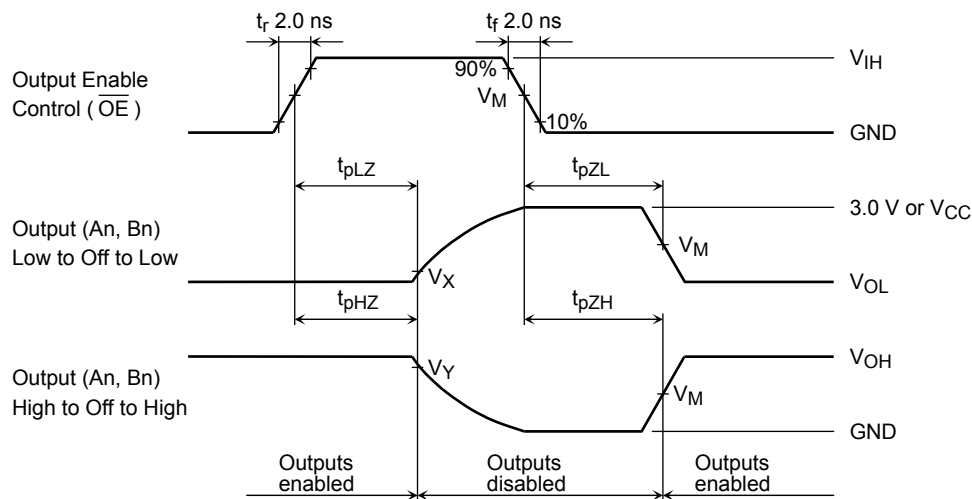 tr 2.0 ns
tf 2.0 ns
Output Enable
Control ( OE )
90%
VM
10%
VIH
GND
tpLZ
tpZL
Output (An, Bn)
Low to Off to Low
VX
VM
3.0 V or VCC
VOL
tpHZ
tpZH
Output (An, Bn)
High to Off to High
VY
VM
VOH
GND
Outputs
enabled
Outputs
disabled
Outputs
enabled